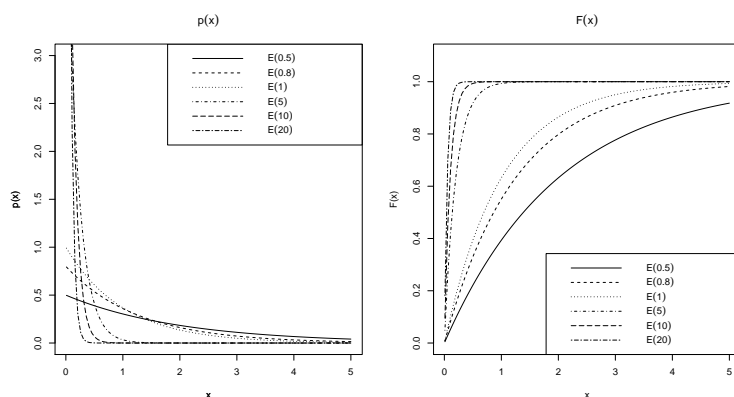 p(x)
3.0
2.5
2.0
1.5
1.0
0.5
0.0
p(x)
E(0.5)
E(0.8)
E(1)
E(5)
E(10)
E(20)
0
1
2
3
4
5
x
F(x)
1.0
0.8
0.6
0.4
0.2
0.0
F(x)
E(0.5)
E(0.8)
E(1)
E(5)
E(10)
E(20)
0
1
2
3
4
5
x